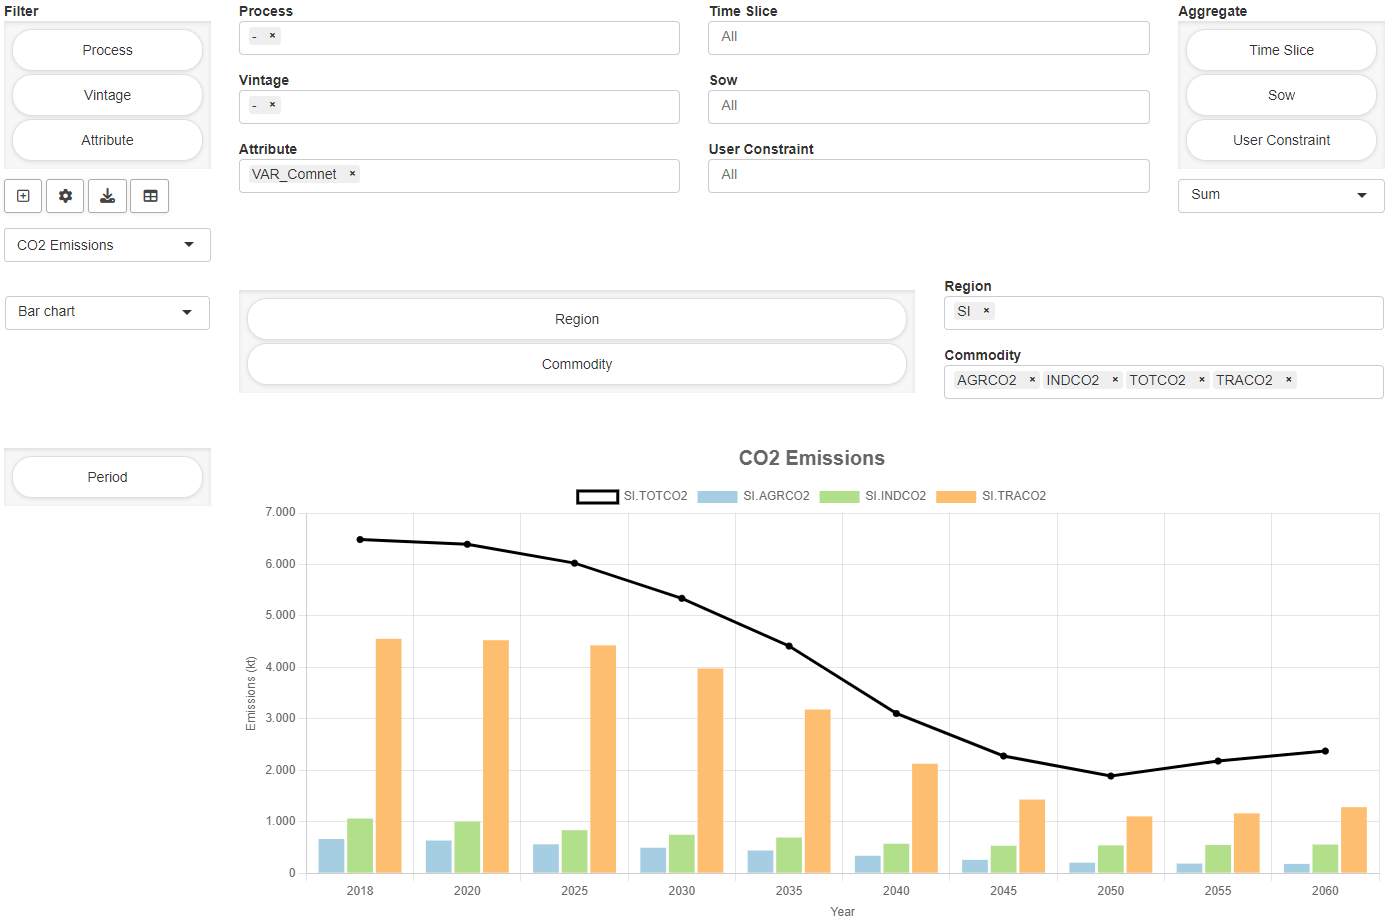 Filter
Process
Vintage
Attribute
CO2 Emissions
Bar chart
Process
- ×
Vintage
- ×
Attribute
VAR_Comnet ×
Time Slice
All
Sow
All
User Constraint
All
Aggregate
Time Slice
Sow
User Constraint
Sum
Region
Commodity
Region
SI ×
Commodity
AGRCO2 × INDCO2 × TOTCO2 × TRACO2 ×
Period
CO2 Emissions
SI.TOTCO2 SI.AGRCO2 SI.INDCO2 SI.TRACO2
7.000
6.000
5.000
4.000
3.000
2.000
1.000
0
Emissions (kt)
2018 2020 2025 2030 2035 2040 2045 2050 2055 2060
Year